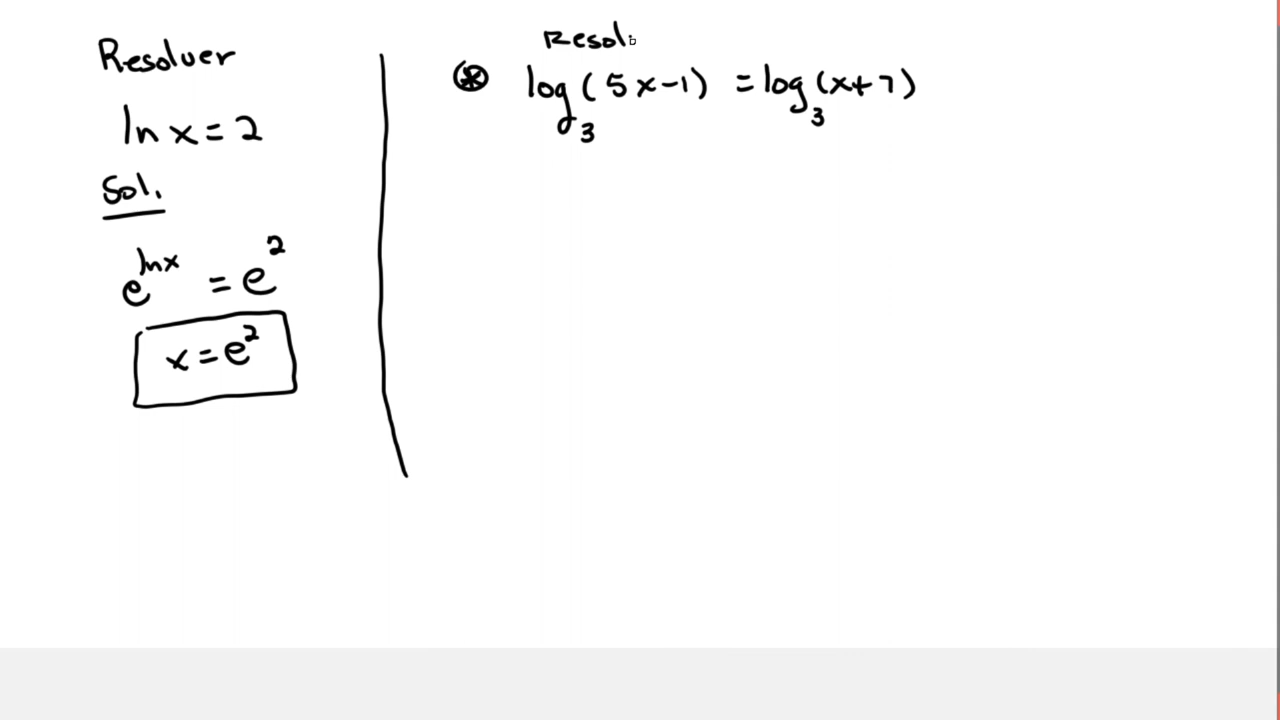 Resolver
ln x = 2
Sol.
e^{ln x} = e^2
x = e^2
Resol
⊛ log_3 (5x-1) = log_3 (x+7)